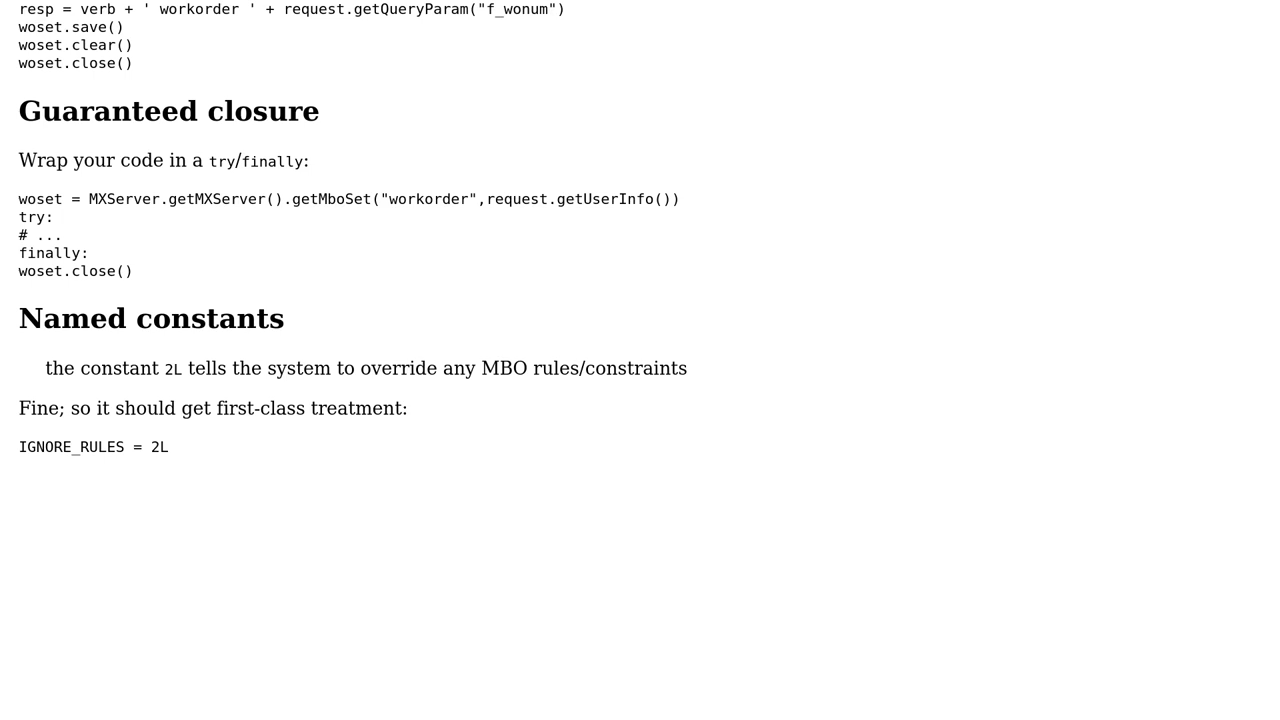 resp = verb + ' workorder ' + request.getQueryParam("f_wonum")
woset.save()
woset.clear()
woset.close()
Guaranteed closure
Wrap your code in a try/finally:
woset = MXServer.getMXServer().getMboSet("workorder",request.getUserInfo())
try:
# ...
finally:
woset.close()
Named constants
the constant 2L tells the system to override any MBO rules/constraints
Fine; so it should get first-class treatment:
IGNORE_RULES = 2L